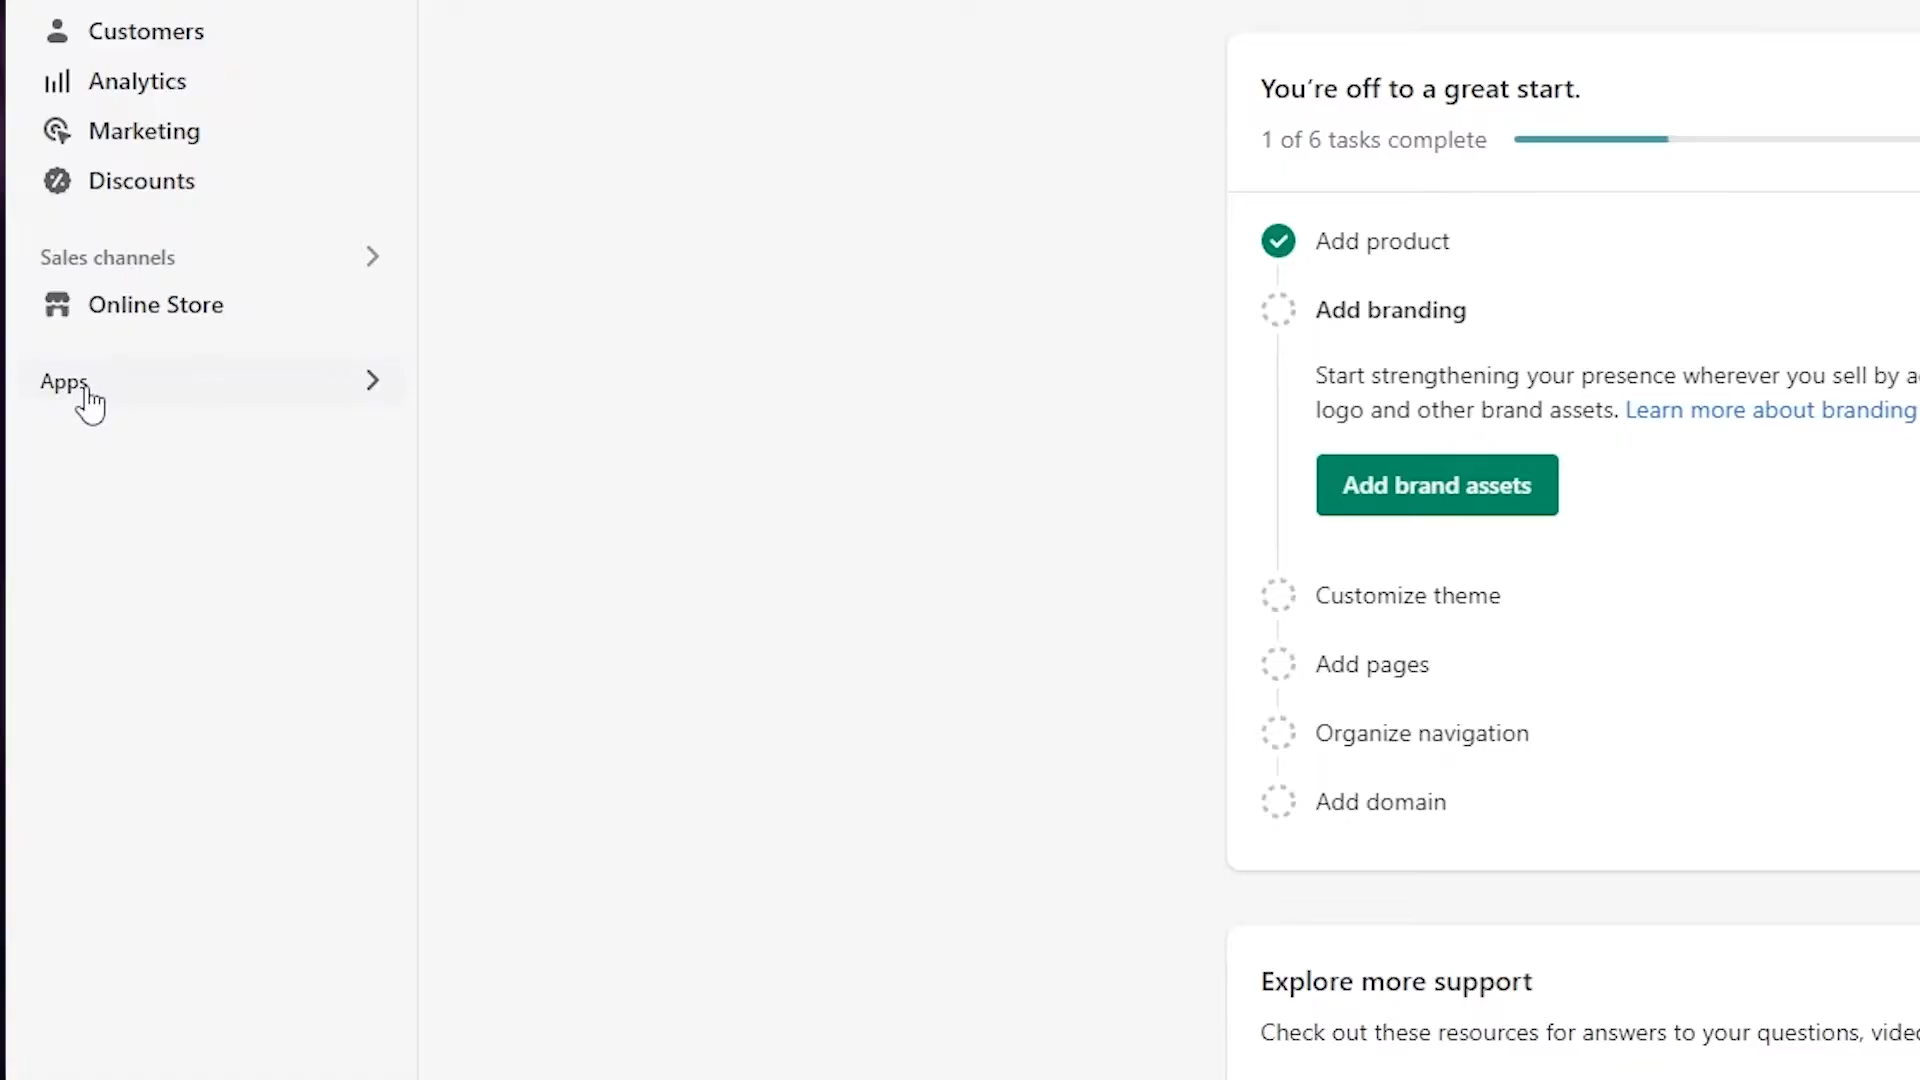 Customers
Analytics
Marketing
Discounts
Sales channels
Online Store
Apps
You're off to a great start.
1 of 6 tasks complete
Add product
Add branding
Start strengthening your presence wherever you sell by
logo and other brand assets. Learn more about branding
Add brand assets
Customize theme
Add pages
Organize navigation
Add domain
Explore more support
Check out these resources for answers to your questions,